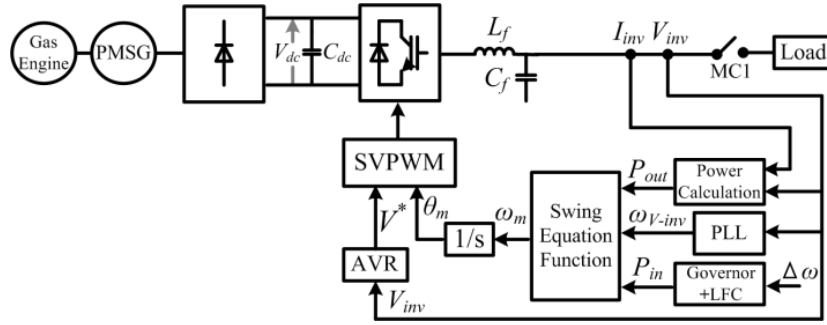 Gas
Engine
PMSG
V_dc
C_dc
L_f
C_f
I_inv V_inv
MC1
Load
SVPWM
V*
θ_m
AVR
V_inv
1/s
ω_m
Swing
Equation
Function
P_out
ω_V-inv
P_in
Power
Calculation
PLL
Governor
+LFC
Δω